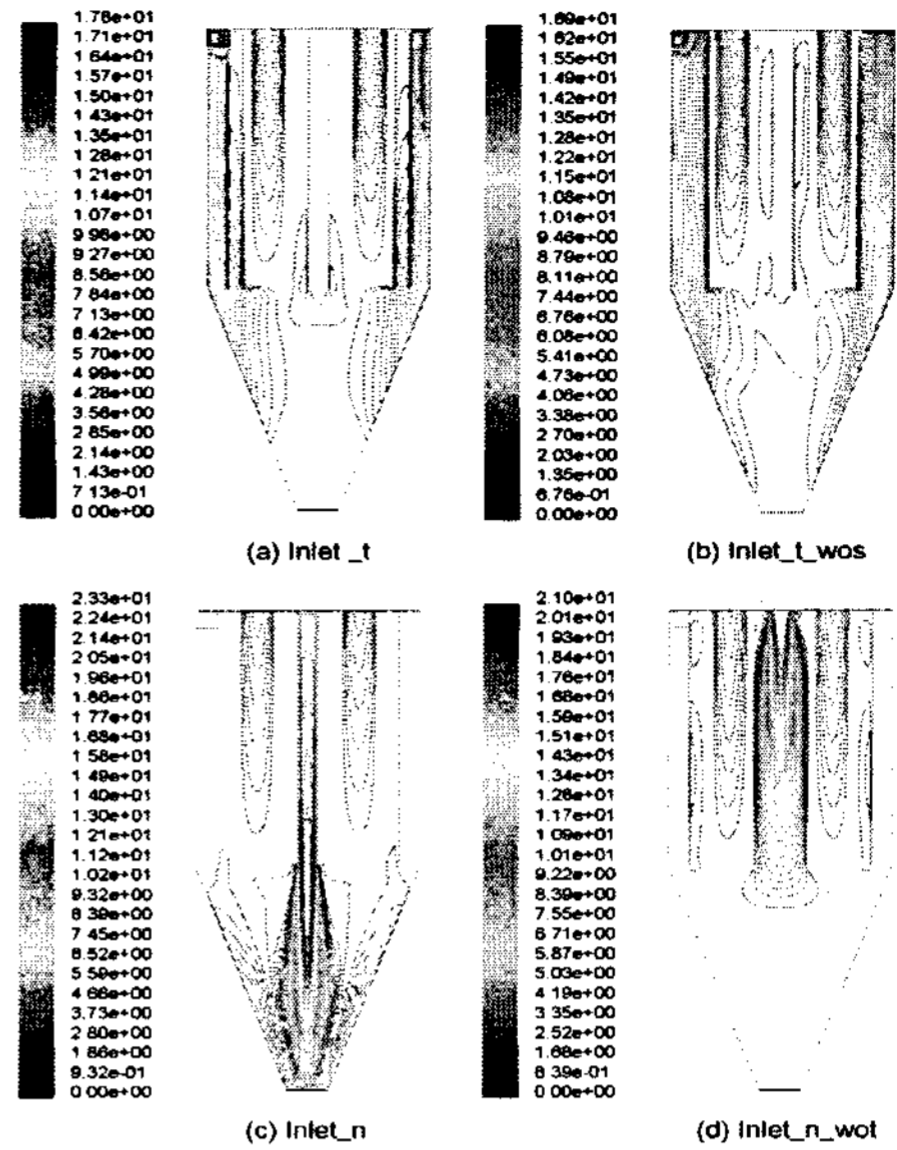 1.78e+01
1.71e+01
1.64e+01
1.57e+01
1.50e+01
1.43e+01
1.35e+01
1.28e+01
1.21e+01
1.14e+01
1.07e+01
9.98e+00
9.27e+00
8.56e+00
7.84e+00
7.13e+00
6.42e+00
5.70e+00
4.99e+00
4.28e+00
3.56e+00
2.85e+00
2.14e+00
1.43e+00
7.13e-01
0.00e+00
(a) Inlet _t
1.69e+01
1.62e+01
1.55e+01
1.49e+01
1.42e+01
1.35e+01
1.28e+01
1.22e+01
1.15e+01
1.08e+01
1.01e+01
9.46e+00
8.79e+00
8.11e+00
7.44e+00
6.76e+00
6.08e+00
5.41e+00
4.73e+00
4.06e+00
3.38e+00
2.70e+00
2.03e+00
1.35e+00
6.76e-01
0.00e+00
(b) Inlet_t_wos
2.33e+01
2.24e+01
2.14e+01
2.05e+01
1.96e+01
1.86e+01
1.77e+01
1.68e+01
1.58e+01
1.49e+01
1.40e+01
1.30e+01
1.21e+01
1.12e+01
1.02e+01
9.32e+00
8.39e+00
7.45e+00
6.52e+00
5.59e+00
4.66e+00
3.73e+00
2.80e+00
1.86e+00
9.32e-01
0.00e+00
(c) Inlet_n
2.10e+01
2.01e+01
1.93e+01
1.84e+01
1.76e+01
1.68e+01
1.59e+01
1.51e+01
1.43e+01
1.34e+01
1.26e+01
1.17e+01
1.09e+01
1.01e+01
9.22e+00
8.39e+00
7.55e+00
6.71e+00
5.87e+00
5.03e+00
4.19e+00
3.35e+00
2.52e+00
1.68e+00
8.39e-01
0.00e+00
(d) Inlet_n_wot